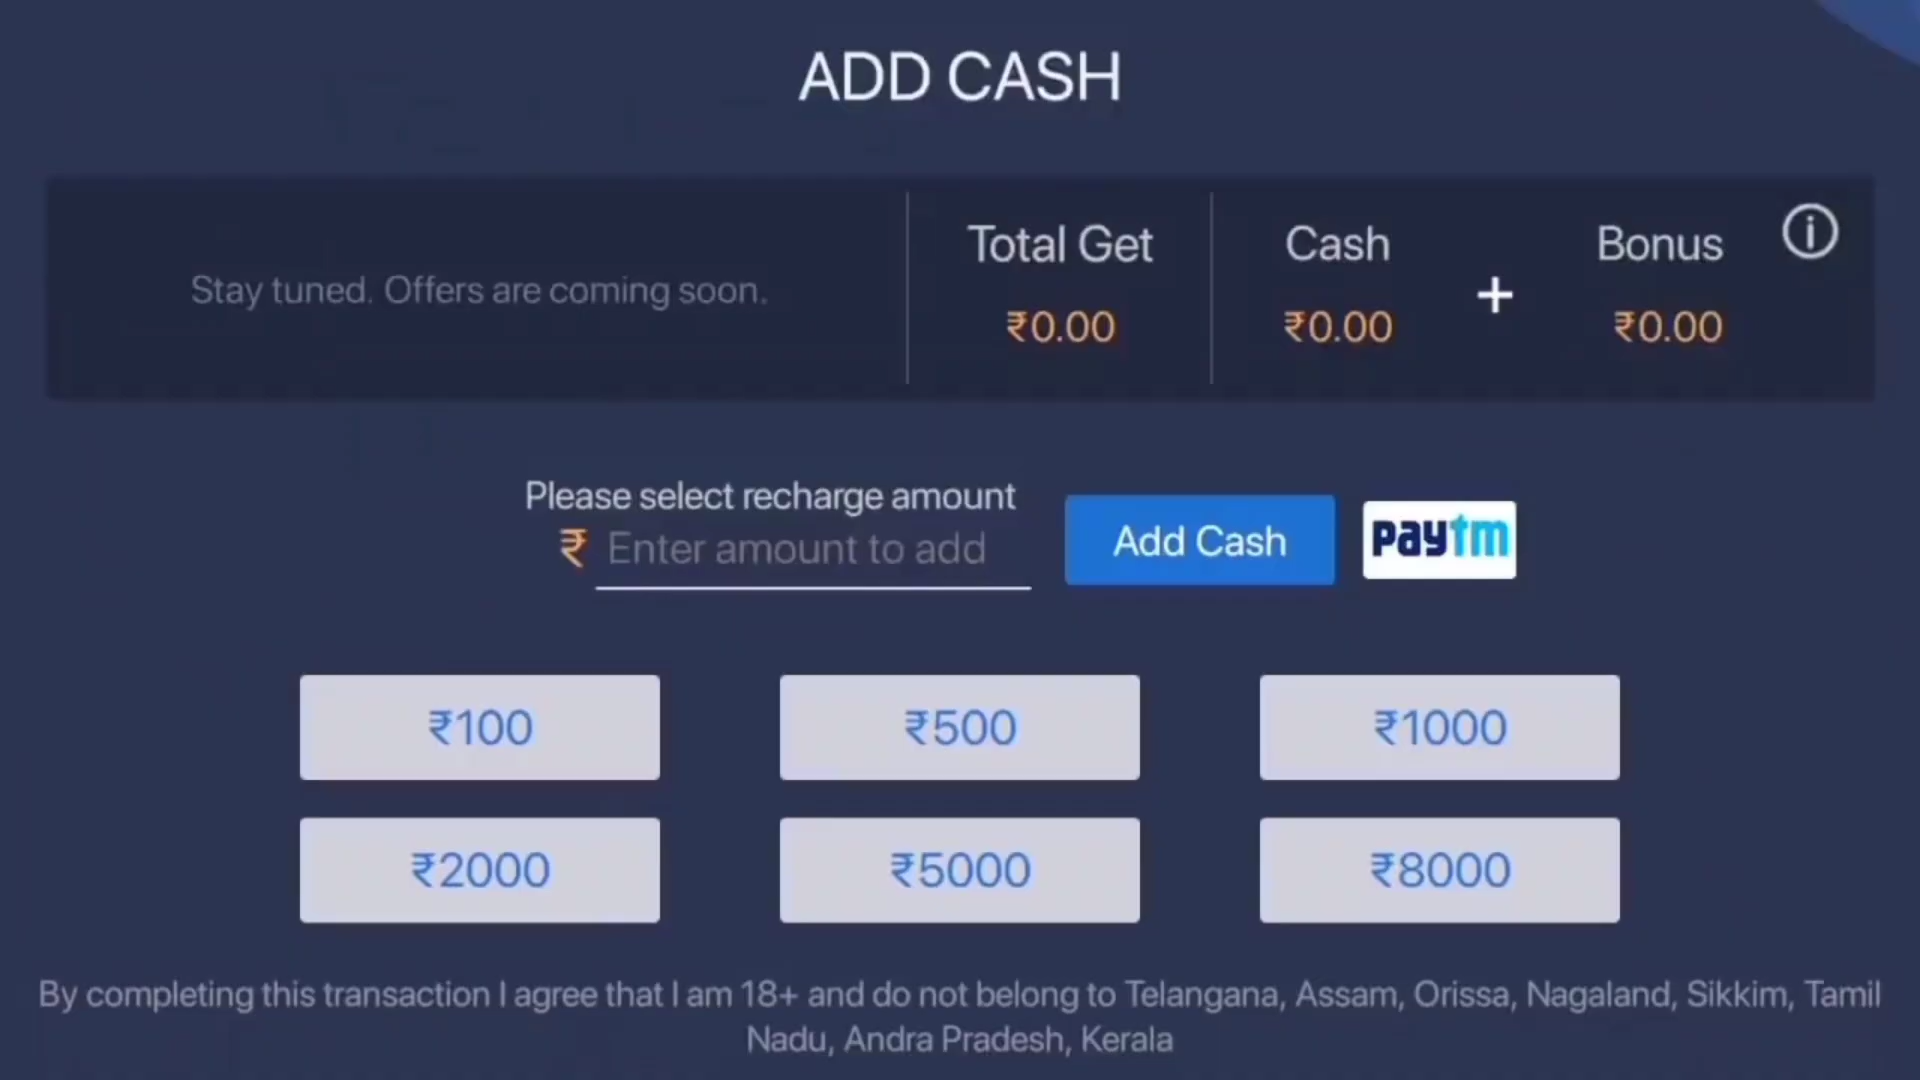 ADD CASH
Stay tuned. Offers are coming soon.
Total Get
₹0.00
Cash
₹0.00
+
Bonus
₹0.00
Please select recharge amount
₹ Enter amount to add
Add Cash
paytm
₹100
₹500
₹1000
₹2000
₹5000
₹8000
By completing this transaction I agree that I am 18+ and do not belong to Telangana, Assam, Orissa, Nagaland, Sikkim, Tamil
Nadu, Andra Pradesh, Kerala